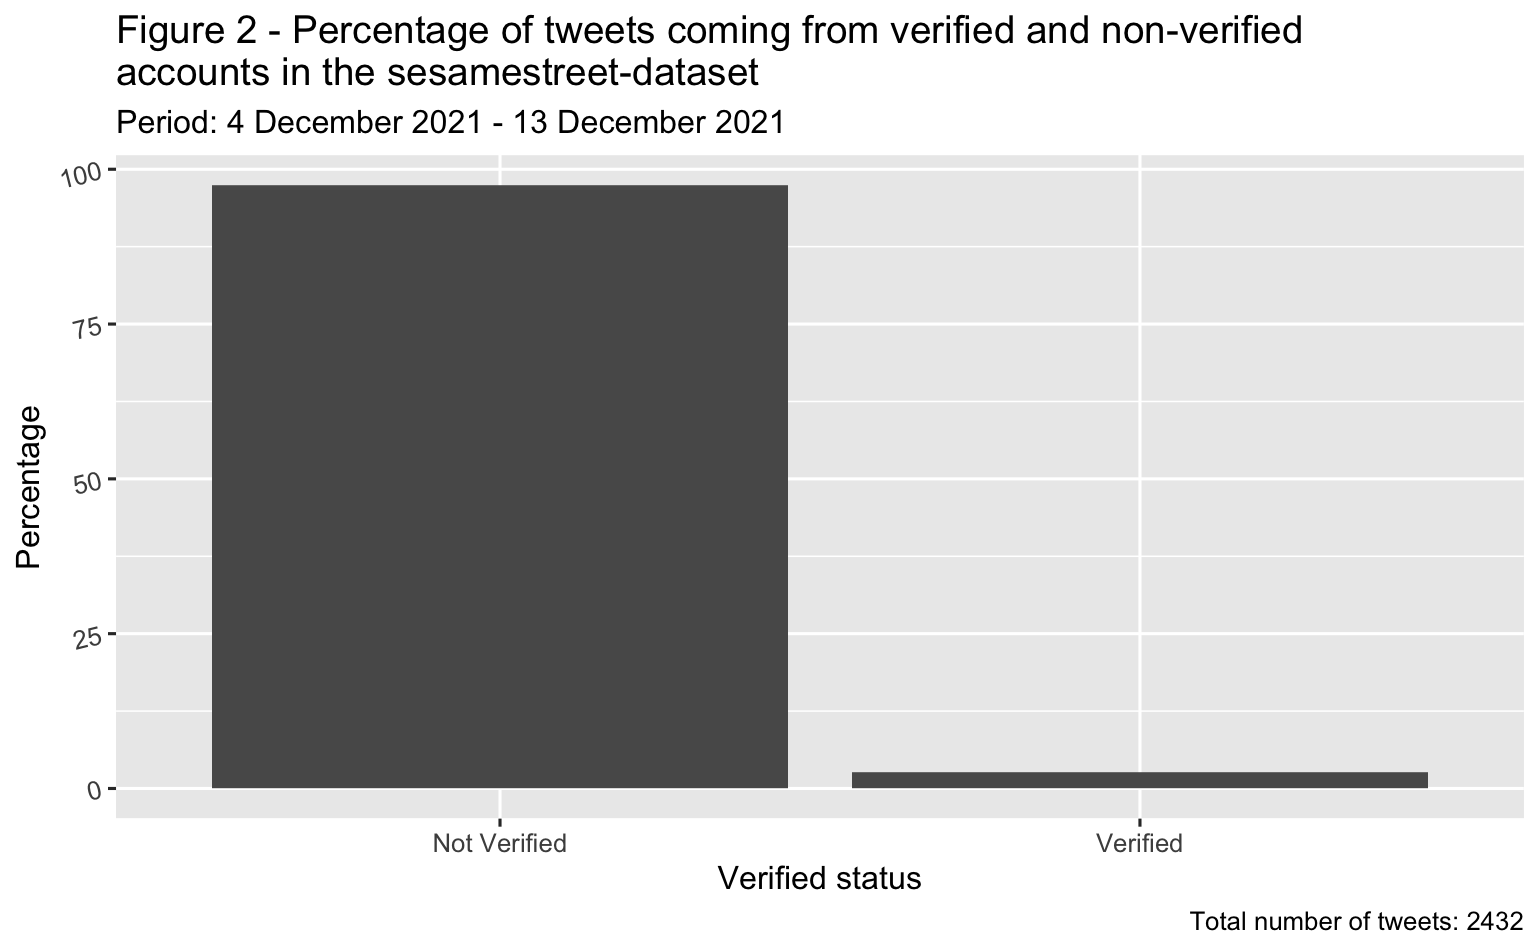 Figure 2 - Percentage of tweets coming from verified and non-verified
accounts in the sesamestreet-dataset
Period: 4 December 2021 - 13 December 2021
Percentage
100
75
50
25
0
Not Verified
Verified
Verified status
Total number of tweets: 2432